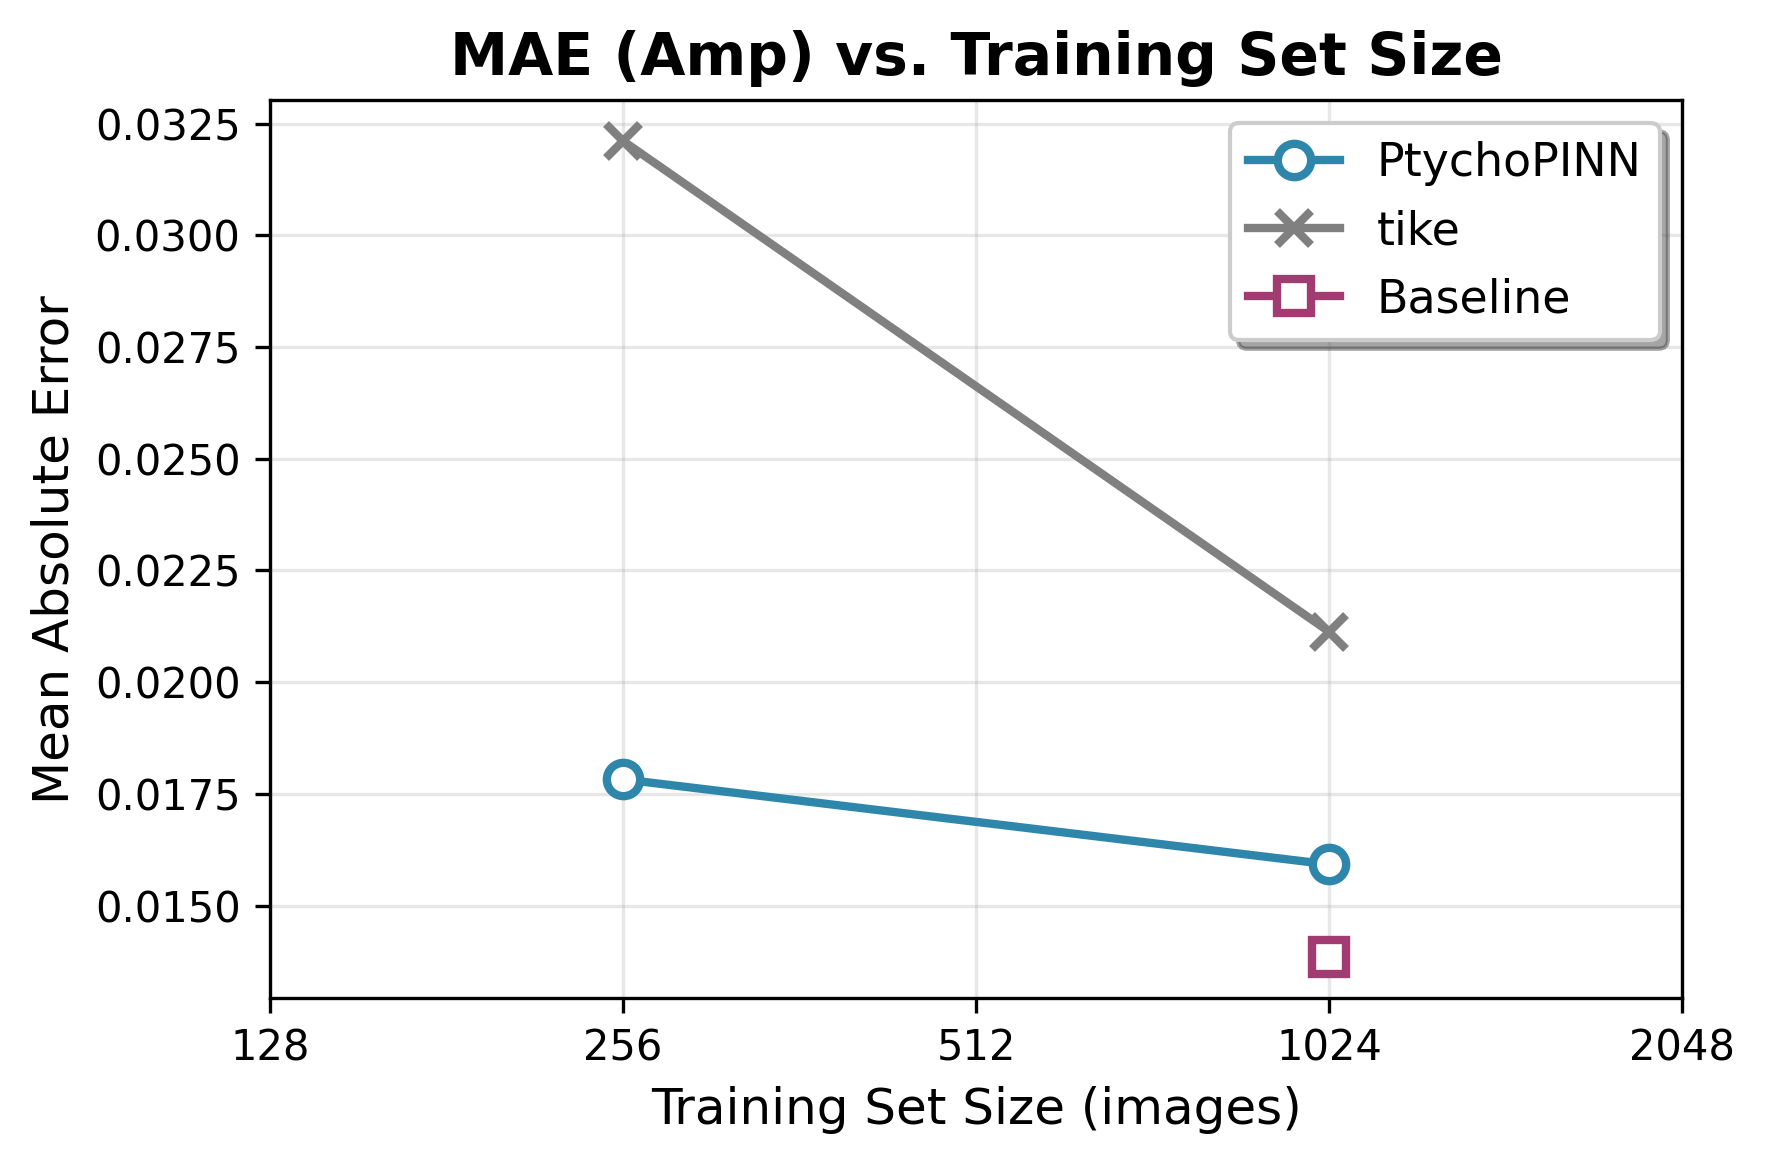 MAE (Amp) vs. Training Set Size
0.0325
0.0300
0.0275
0.0250
0.0225
0.0200
0.0175
0.0150
Mean Absolute Error
PtychoPINN
tike
Baseline
128 256 512 1024 2048
Training Set Size (images)